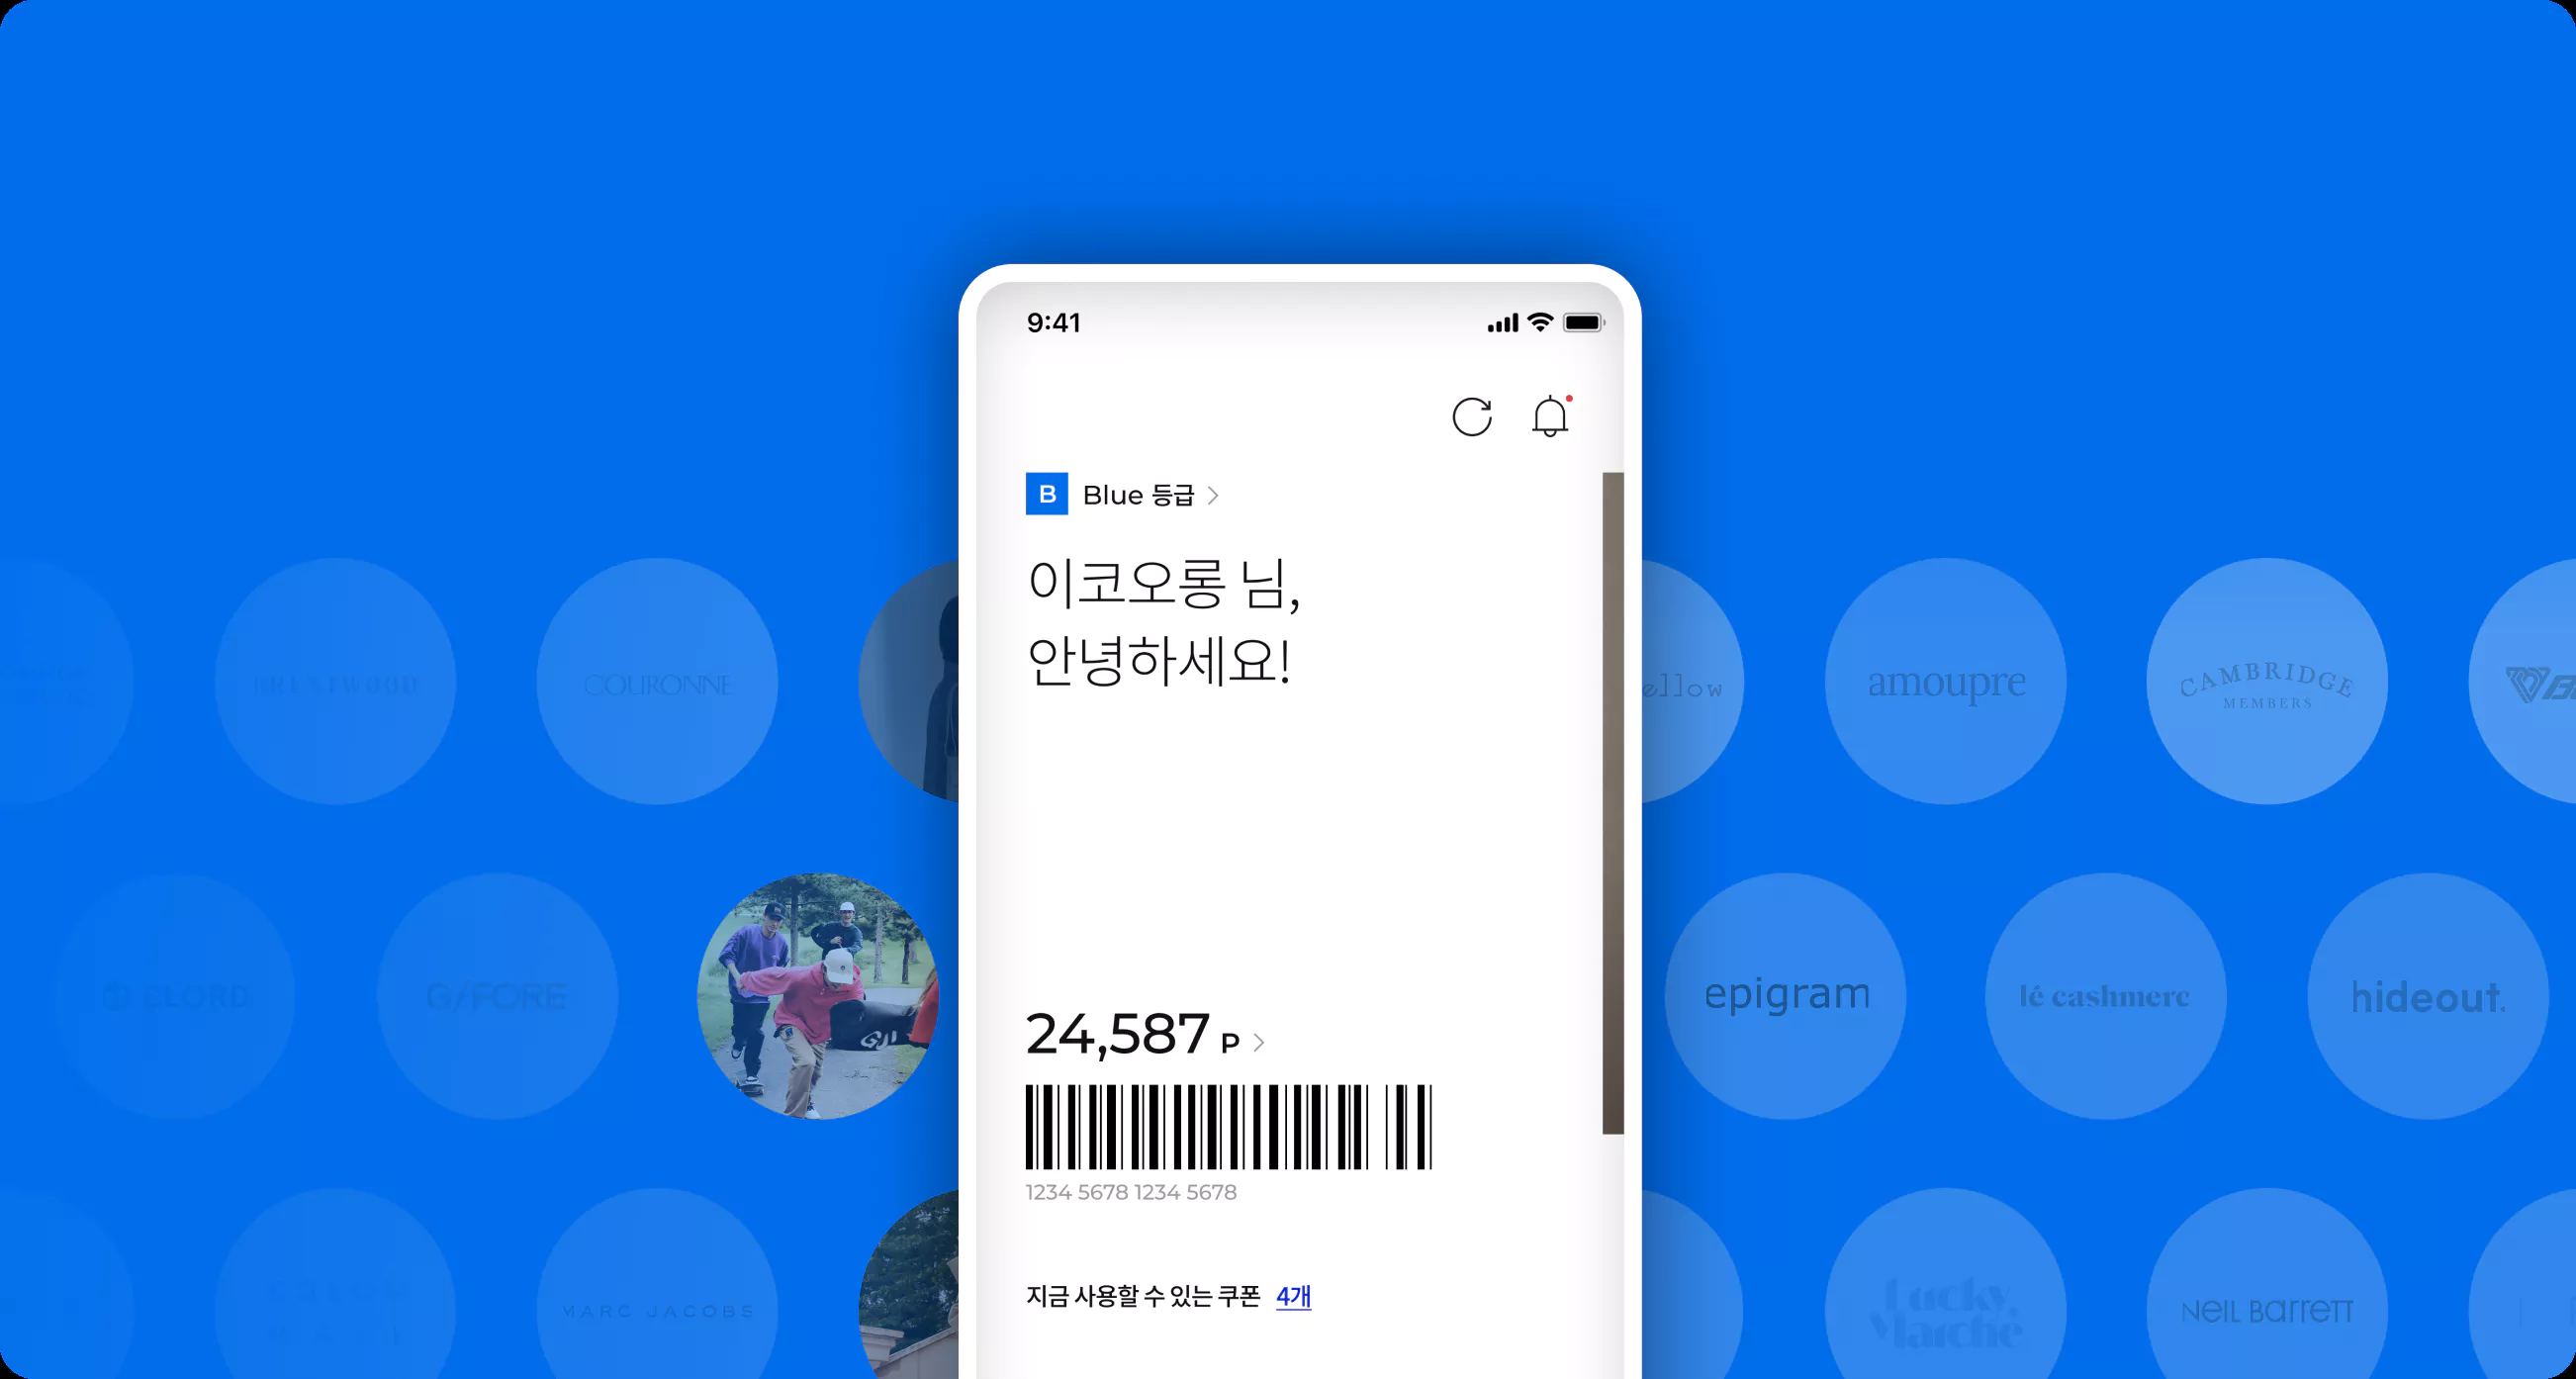 9:41
B Blue 등급
이코오롱 님,
안녕하세요!
BRENTWOOD
COURONNE
ellow
amoupre
CAMBRIDGE
MEMBERS
ELORD
G/FORE
epigram
lé cashmere
hideout.
24,587 P
1234 5678 1234 5678
지금 사용할 수 있는 쿠폰 4개
MARC JACOBS
Lucky
Marché
NEIL BARRETT